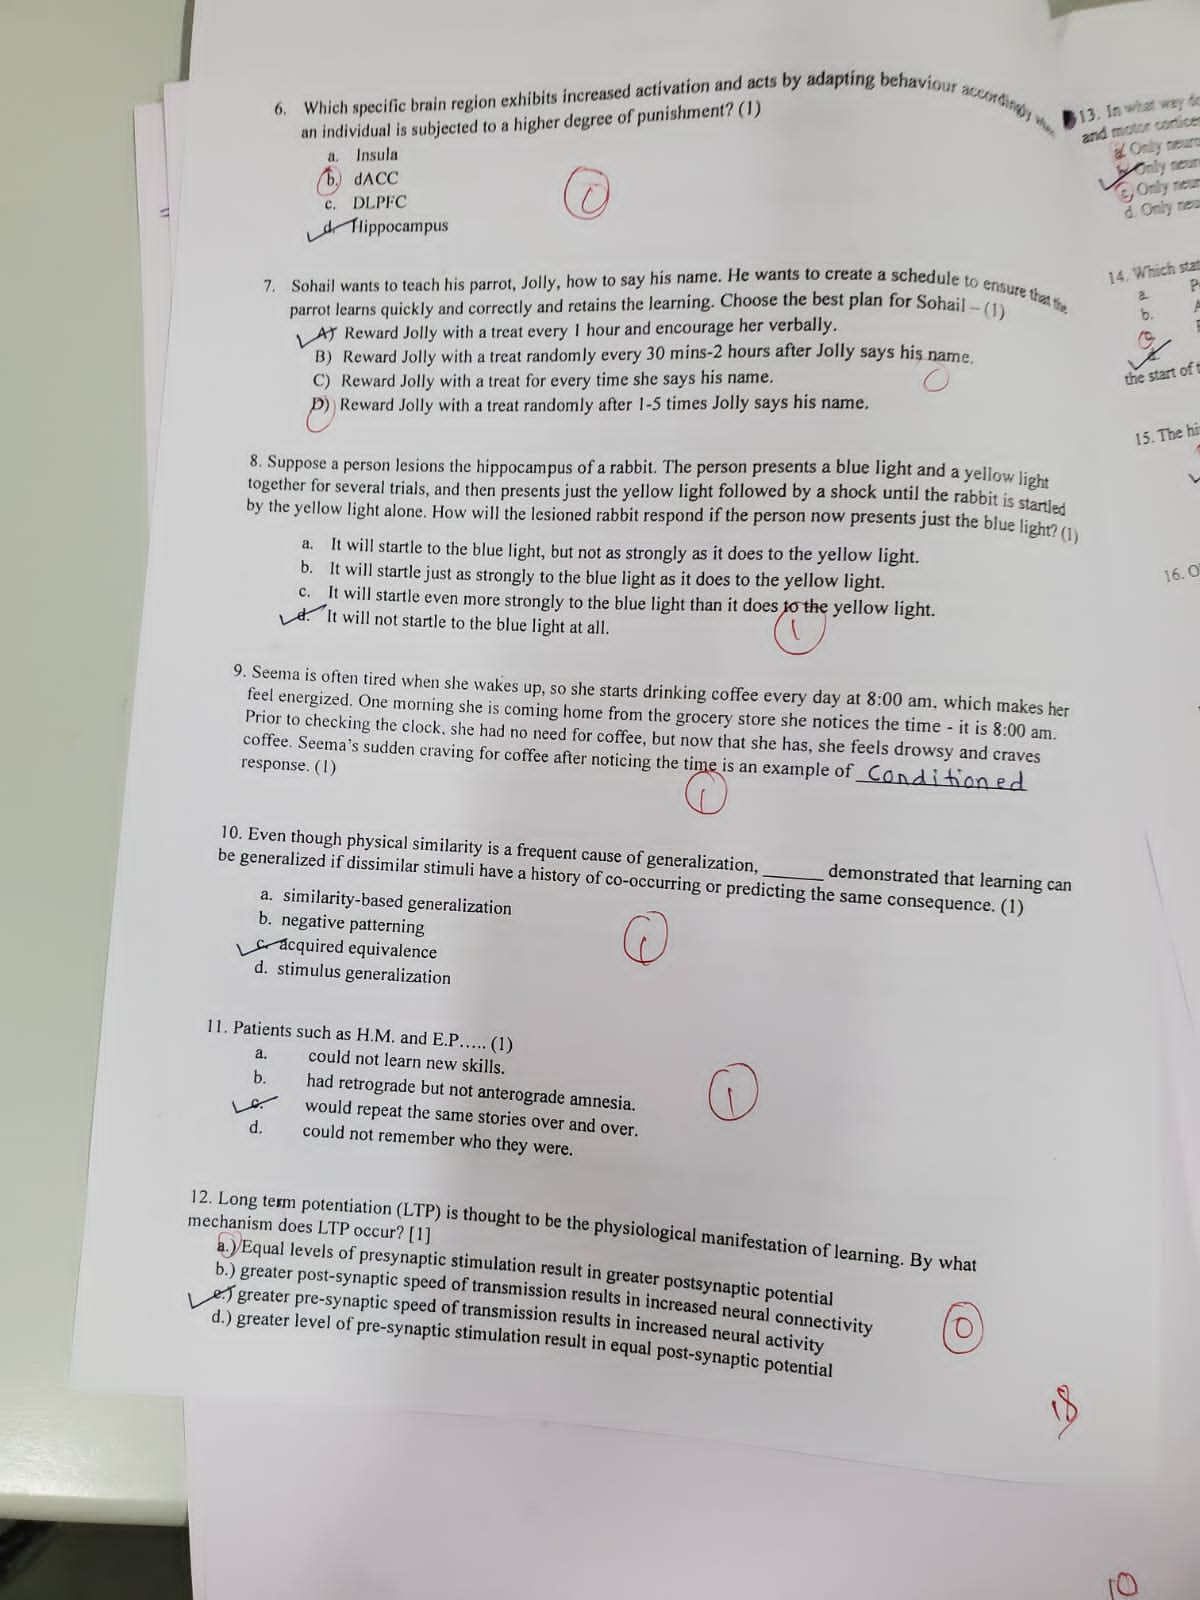 6. Which specific brain region exhibits increased activation and acts by adapting behaviour accordingly when
an individual is subjected to a higher degree of punishment? (1)
a. Insula
b. dACC
c. DLPFC
d. Hippocampus
7. Sohail wants to teach his parrot, Jolly, how to say his name. He wants to create a schedule to ensure that the
parrot learns quickly and correctly and retains the learning. Choose the best plan for Sohail – (1)
A) Reward Jolly with a treat every 1 hour and encourage her verbally.
B) Reward Jolly with a treat randomly every 30 mins-2 hours after Jolly says his name.
C) Reward Jolly with a treat for every time she says his name.
D) Reward Jolly with a treat randomly after 1-5 times Jolly says his name.
8. Suppose a person lesions the hippocampus of a rabbit. The person presents a blue light and a yellow light
together for several trials, and then presents just the yellow light followed by a shock until the rabbit is startled
by the yellow light alone. How will the lesioned rabbit respond if the person now presents just the blue light? (1)
a. It will startle to the blue light, but not as strongly as it does to the yellow light.
b. It will startle just as strongly to the blue light as it does to the yellow light.
c. It will startle even more strongly to the blue light than it does to the yellow light.
d. It will not startle to the blue light at all.
1
9. Seema is often tired when she wakes up, so she starts drinking coffee every day at 8:00 am, which makes her
feel energized. One morning she is coming home from the grocery store she notices the time - it is 8:00 am.
Prior to checking the clock, she had no need for coffee, but now that she has, she feels drowsy and craves
coffee. Seema's sudden craving for coffee after noticing the time is an example of Conditioned
response. (1)
1
10. Even though physical similarity is a frequent cause of generalization, ______ demonstrated that learning can
be generalized if dissimilar stimuli have a history of co-occurring or predicting the same consequence. (1)
a. similarity-based generalization
b. negative patterning
c. acquired equivalence
d. stimulus generalization
1
11. Patients such as H.M. and E.P..... (1)
a. could not learn new skills.
b. had retrograde but not anterograde amnesia.
c. would repeat the same stories over and over.
d. could not remember who they were.
1
12. Long term potentiation (LTP) is thought to be the physiological manifestation of learning. By what
mechanism does LTP occur? [1]
a.) Equal levels of presynaptic stimulation result in greater postsynaptic potential
b.) greater post-synaptic speed of transmission results in increased neural connectivity
c.) greater pre-synaptic speed of transmission results in increased neural activity
d.) greater level of pre-synaptic stimulation result in equal post-synaptic potential
0
18
10
13. In what way
and motor
a. Only
b. Only
c. Only
d. Only
14. Which
a.
b.
the start of
15. The
16.